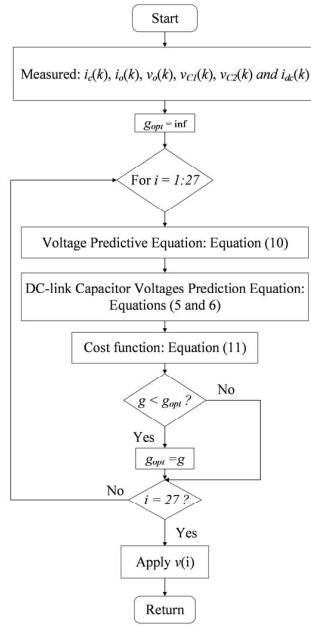 Start
Measured: i_c(k), i_o(k), v_o(k), v_C1(k), v_C2(k) and i_dc(k)
g_opt = inf
For i = 1:27
Voltage Predictive Equation: Equation (10)
DC-link Capacitor Voltages Prediction Equation:
Equations (5 and 6)
Cost function: Equation (11)
g < g_opt ?
No
Yes
g_opt =g
No
i = 27 ?
Yes
Apply v(i)
Return